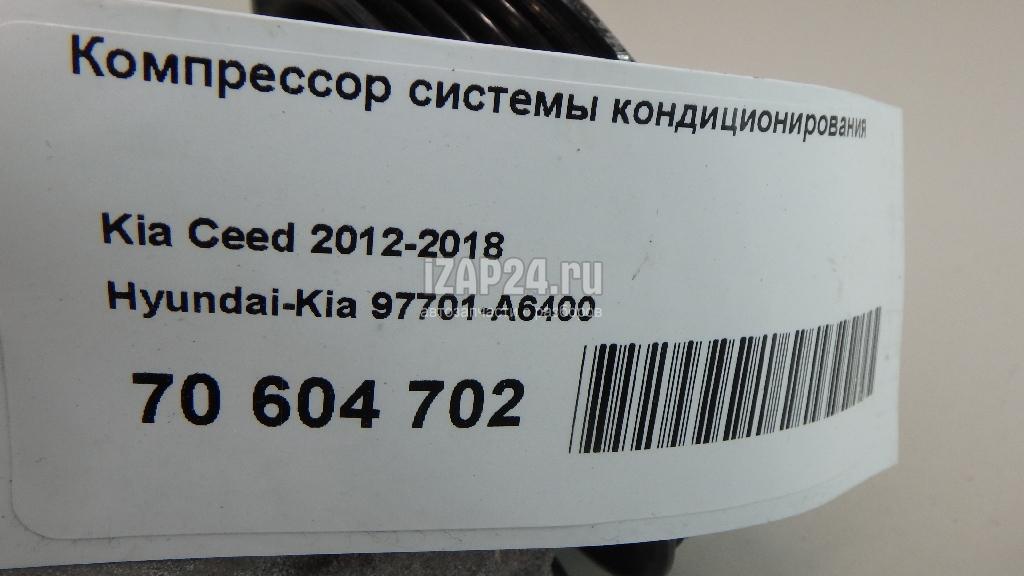 Компрессор системы кондиционирования
Kia Ceed 2012-2018
iZAP24.ru
Hyundai-Kia 97701-A6400
70 604 702